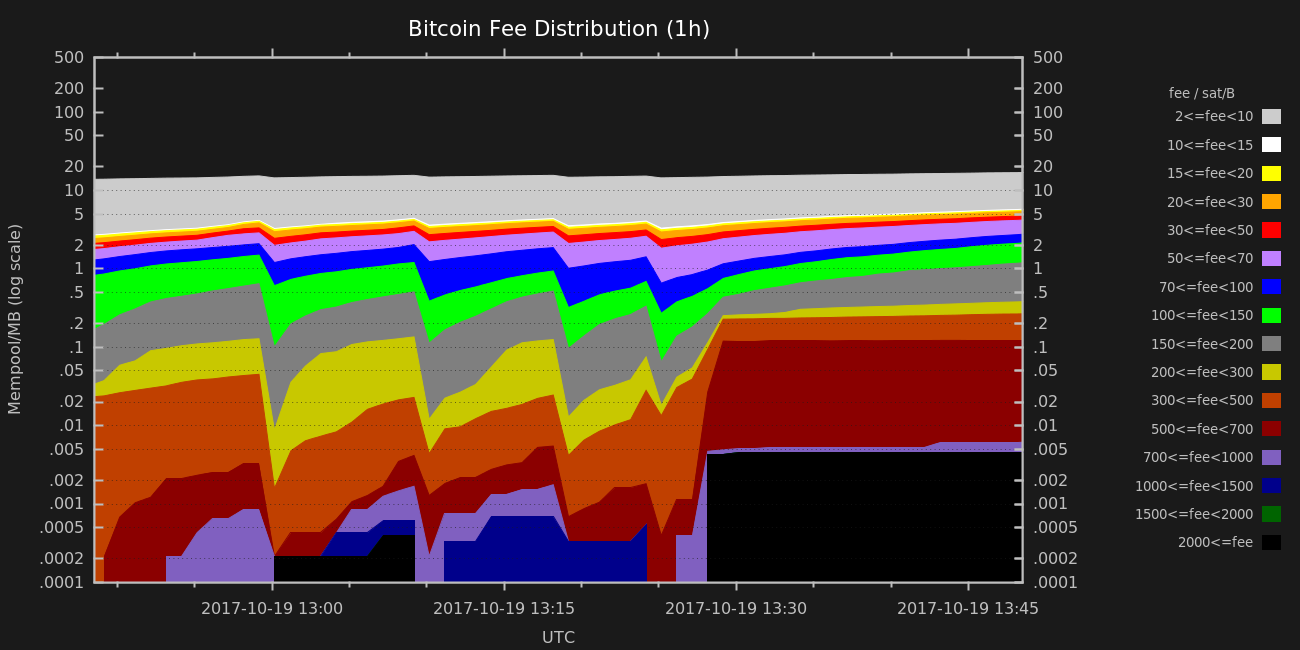 Bitcoin Fee Distribution (1h)
Mempool/MB (log scale)
500
200
100
50
20
10
5
2
1
.5
.2
.1
.05
.02
.01
.005
.002
.001
.0005
.0002
.0001
500
200
100
50
20
10
5
2
1
.5
.2
.1
.05
.02
.01
.005
.002
.001
.0005
.0002
.0001
2017-10-19 13:00
2017-10-19 13:15
2017-10-19 13:30
2017-10-19 13:45
UTC
fee / sat/B
2<=fee<10
10<=fee<15
15<=fee<20
20<=fee<30
30<=fee<50
50<=fee<70
70<=fee<100
100<=fee<150
150<=fee<200
200<=fee<300
300<=fee<500
500<=fee<700
700<=fee<1000
1000<=fee<1500
1500<=fee<2000
2000<=fee